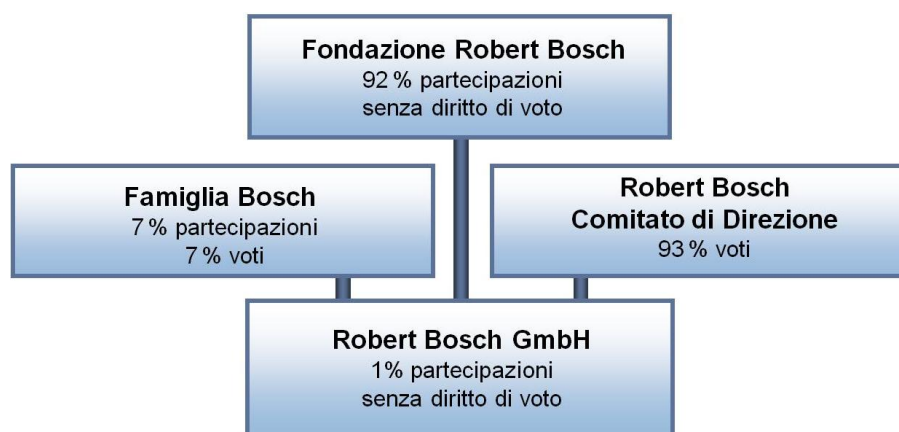 Fondazione Robert Bosch
92 % partecipazioni
senza diritto di voto
Famiglia Bosch
7 % partecipazioni
7 % voti
Robert Bosch
Comitato di Direzione
93 % voti
Robert Bosch GmbH
1% partecipazioni
senza diritto di voto